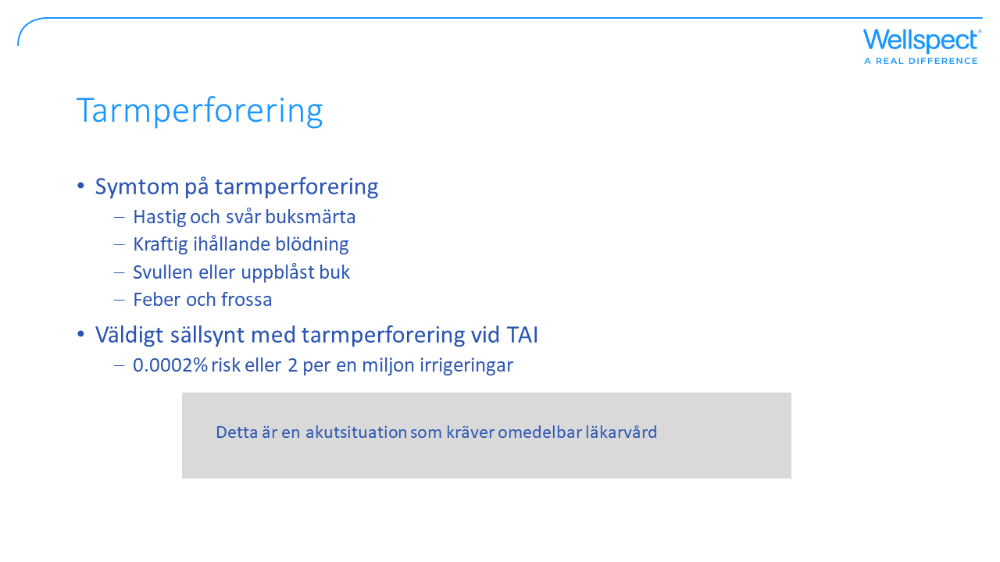 Wellspect®
A REAL DIFFERENCE
Tarmperforering
• Symtom på tarmperforering
– Hastig och svår buksmärta
– Kraftig ihållande blödning
– Svullen eller uppblåst buk
– Feber och frossa
• Väldigt sällsynt med tarmperforering vid TAI
– 0.0002% risk eller 2 per en miljon irrigeringar
Detta är en akutsituation som kräver omedelbar läkarvård